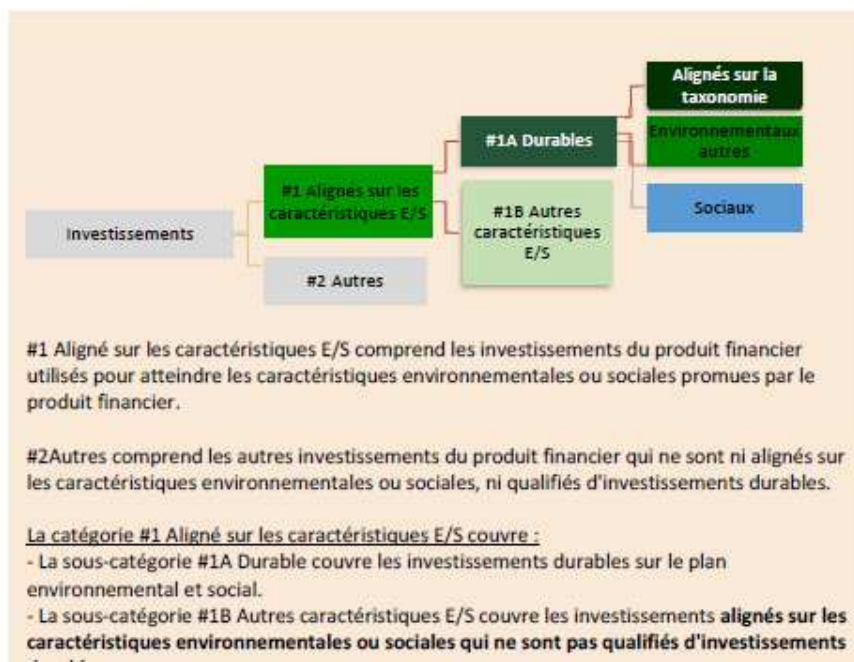 Alignés sur la
taxonomie
#1A Durables
Environnementaux
autres
#1 Alignés sur les
caractéristiques E/S
#1B Autres
caractéristiques
E/S
Sociaux
Investissements
#2 Autres
#1 Aligné sur les caractéristiques E/S comprend les investissements du produit financier
utilisés pour atteindre les caractéristiques environnementales ou sociales promues par le
produit financier.
#2Autres comprend les autres investissements du produit financier qui ne sont ni alignés sur
les caractéristiques environnementales ou sociales, ni qualifiés d'investissements durables.
La catégorie #1 Aligné sur les caractéristiques E/S couvre :
- La sous-catégorie #1A Durable couvre les investissements durables sur le plan
environnemental et social.
- La sous-catégorie #1B Autres caractéristiques E/S couvre les investissements alignés sur les
caractéristiques environnementales ou sociales qui ne sont pas qualifiés d'investissements